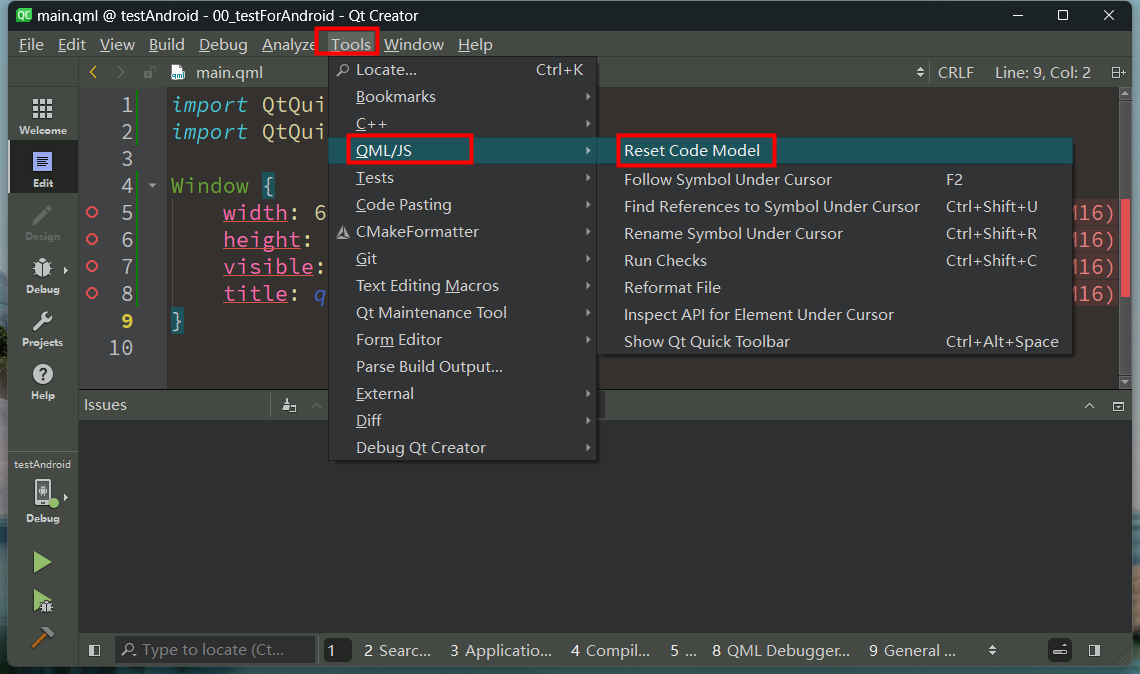 main.qml @ testAndroid - 00_testForAndroid - Qt Creator
File Edit View Build Debug Analyze Tools Window Help
main.qml
CRLF Line: 9, Col: 2
Welcome
Edit
Design
Debug
Projects
Help
testAndroid
Debug
1 import QtQui
2 import QtQui
3
4 Window {
5 width: 6 M16)
6 height: M16)
7 visible: M16)
8 title: q M16)
9 }
10
Locate... Ctrl+K
Bookmarks
C++
QML/JS
Tests
Code Pasting
CMakeFormatter
Git
Text Editing Macros
Qt Maintenance Tool
Form Editor
Parse Build Output...
External
Diff
Debug Qt Creator
Reset Code Model
Follow Symbol Under Cursor F2
Find References to Symbol Under Cursor Ctrl+Shift+U
Rename Symbol Under Cursor Ctrl+Shift+R
Run Checks Ctrl+Shift+C
Reformat File
Inspect API for Element Under Cursor
Show Qt Quick Toolbar Ctrl+Alt+Space
Issues
Type to locate (Ct... 1 2 Searc... 3 Applicatio... 4 Compil... 5 ... 8 QML Debugger... 9 General ...